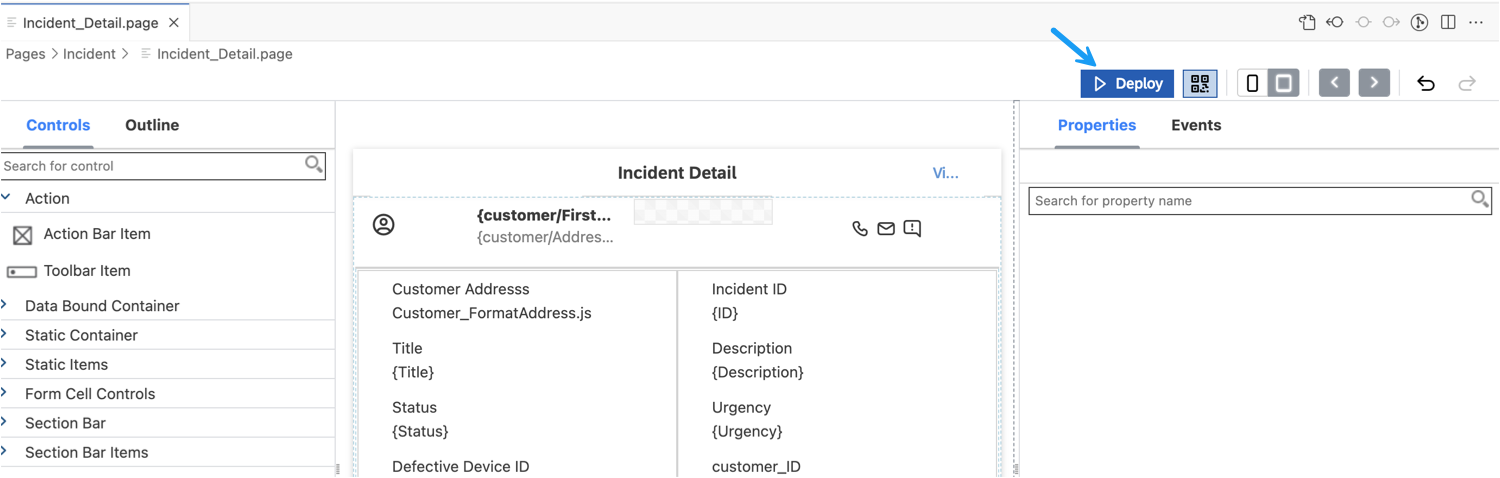 Incident_Detail.page
Pages > Incident > Incident_Detail.page
Deploy
Controls Outline
Search for control
Action
Action Bar Item
Toolbar Item
Data Bound Container
Static Container
Static Items
Form Cell Controls
Section Bar
Section Bar Items
Incident Detail Vi...
{customer/First...
{customer/Addres...
Customer Addresss
Customer_FormatAddress.js
Title
{Title}
Status
{Status}
Defective Device ID
Incident ID
{ID}
Description
{Description}
Urgency
{Urgency}
customer_ID
Properties Events
Search for property name